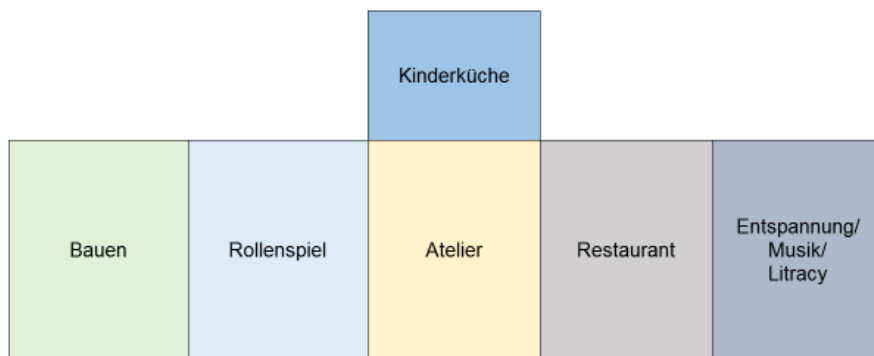 Kinderküche
Bauen
Rollenspiel
Atelier
Restaurant
Entspannung/
Musik/
Litracy